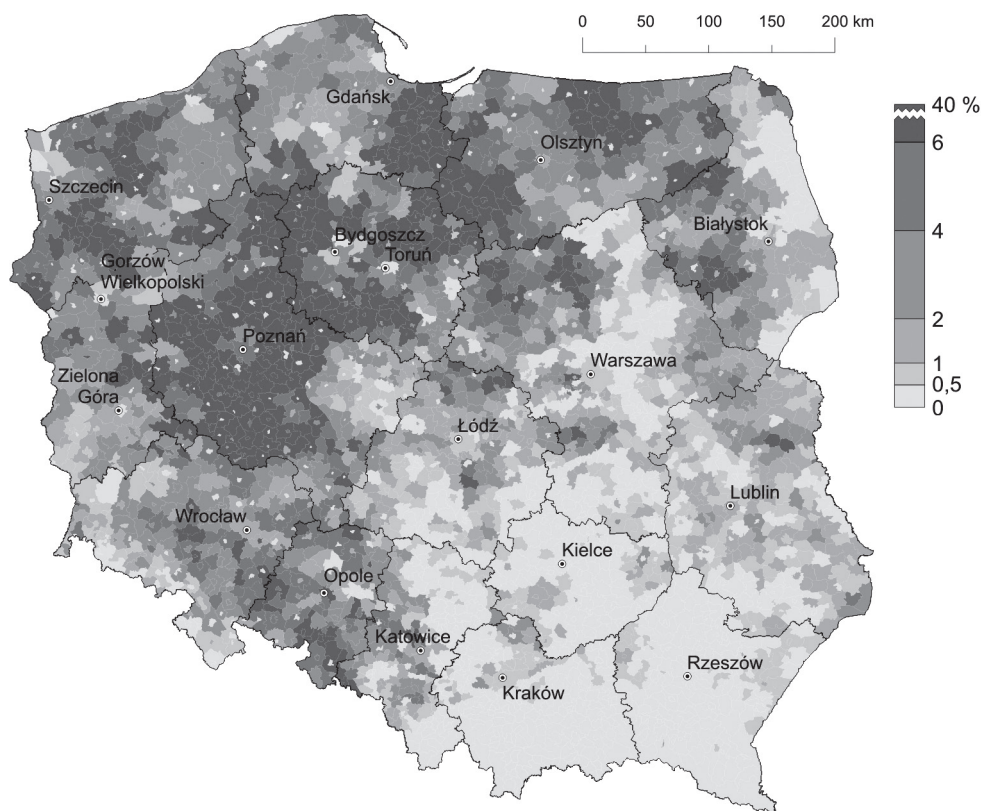 0 50 100 150 200 km
40 %
6
4
2
1
0,5
0
Gdańsk
Olsztyn
Szczecin
Białystok
Bydgoszcz
Toruń
Gorzów
Wielkopolski
Poznań
Warszawa
Zielona
Góra
Łódź
Lublin
Wrocław
Kielce
Opole
Katowice
Rzeszów
Kraków